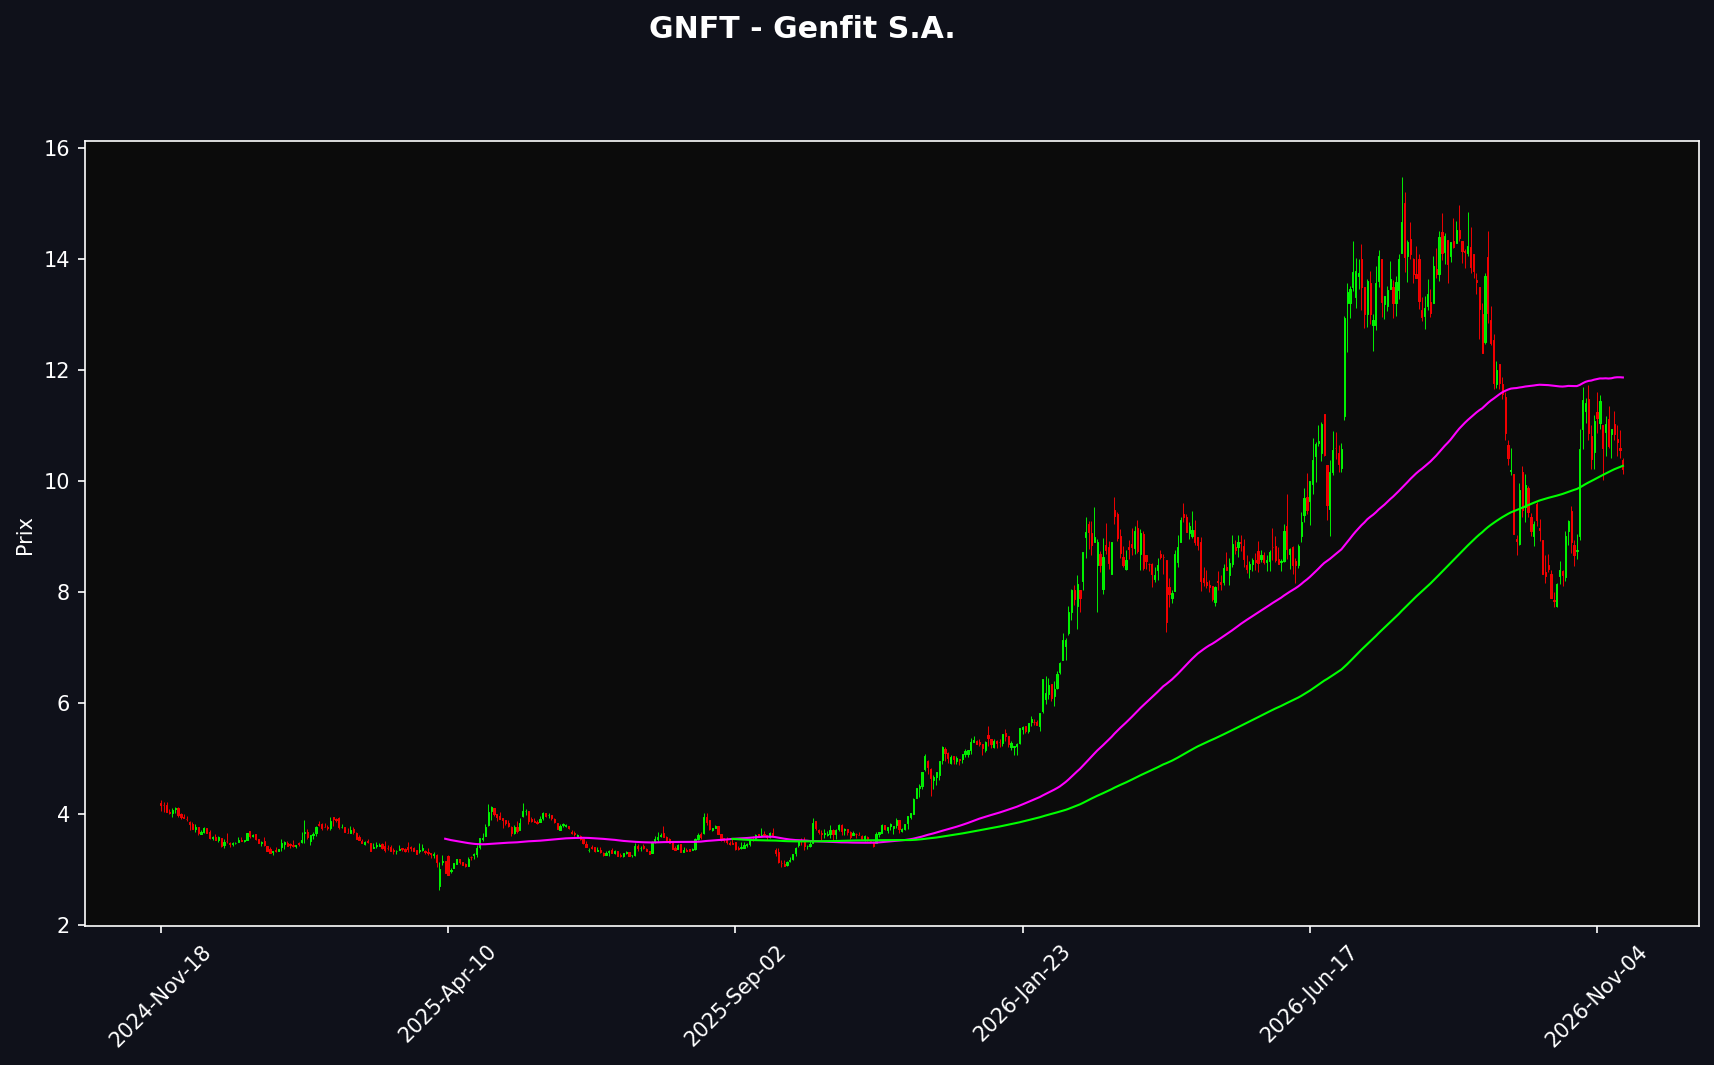 GNFT - Genfit S.A.
Prix
16
14
12
10
8
6
4
2
2024-Nov-18
2025-Apr-10
2025-Sep-02
2026-Jan-23
2026-Jun-17
2026-Nov-04